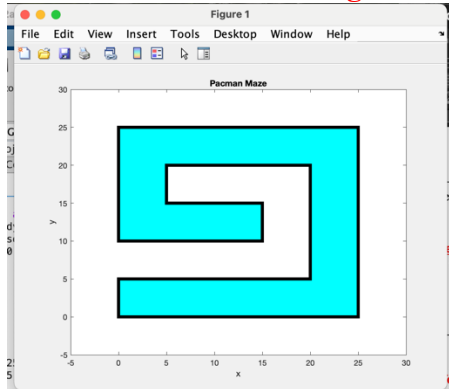 Figure 1
File Edit View Insert Tools Desktop Window Help
Pacman Maze
30
25
20
15
10
5
0
-5
y
-5 0 5 10 15 20 25 30
x